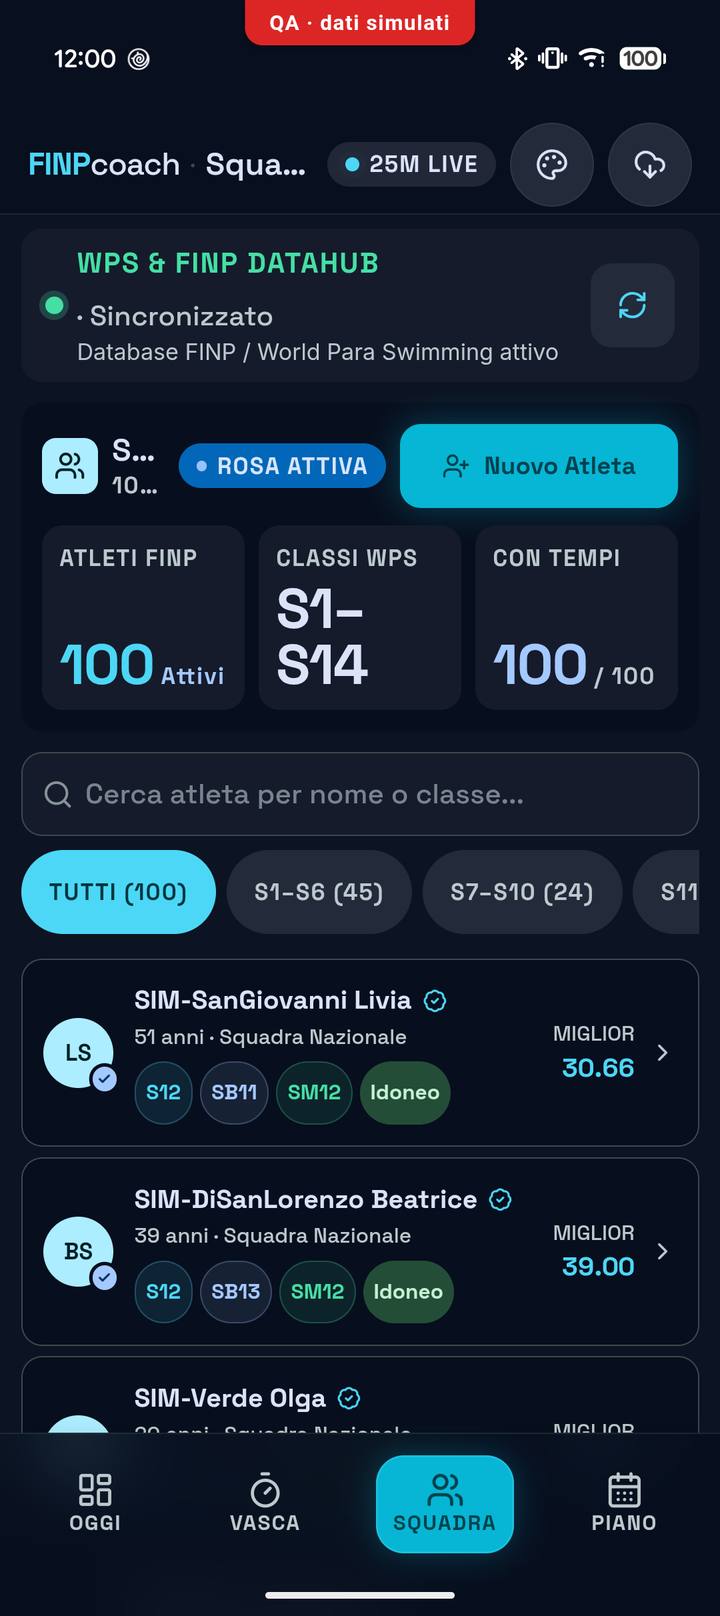 QA · dati simulati
12:00
100
FINPcoach · Squa...
25M LIVE
WPS & FINP DATAHUB
· Sincronizzato
Database FINP / World Para Swimming attivo
S...
10...
ROSA ATTIVA
Nuovo Atleta
ATLETI FINP
100 Attivi
CLASSI WPS
S1–
S14
CON TEMPI
100 / 100
Cerca atleta per nome o classe...
TUTTI (100)
S1–S6 (45)
S7–S10 (24)
S11
SIM-SanGiovanni Livia
LS
51 anni · Squadra Nazionale
S12
SB11
SM12
Idoneo
MIGLIOR
30.66
SIM-DiSanLorenzo Beatrice
BS
39 anni · Squadra Nazionale
S12
SB13
SM12
Idoneo
MIGLIOR
39.00
SIM-Verde Olga
MIGLIOR
OGGI
VASCA
SQUADRA
PIANO